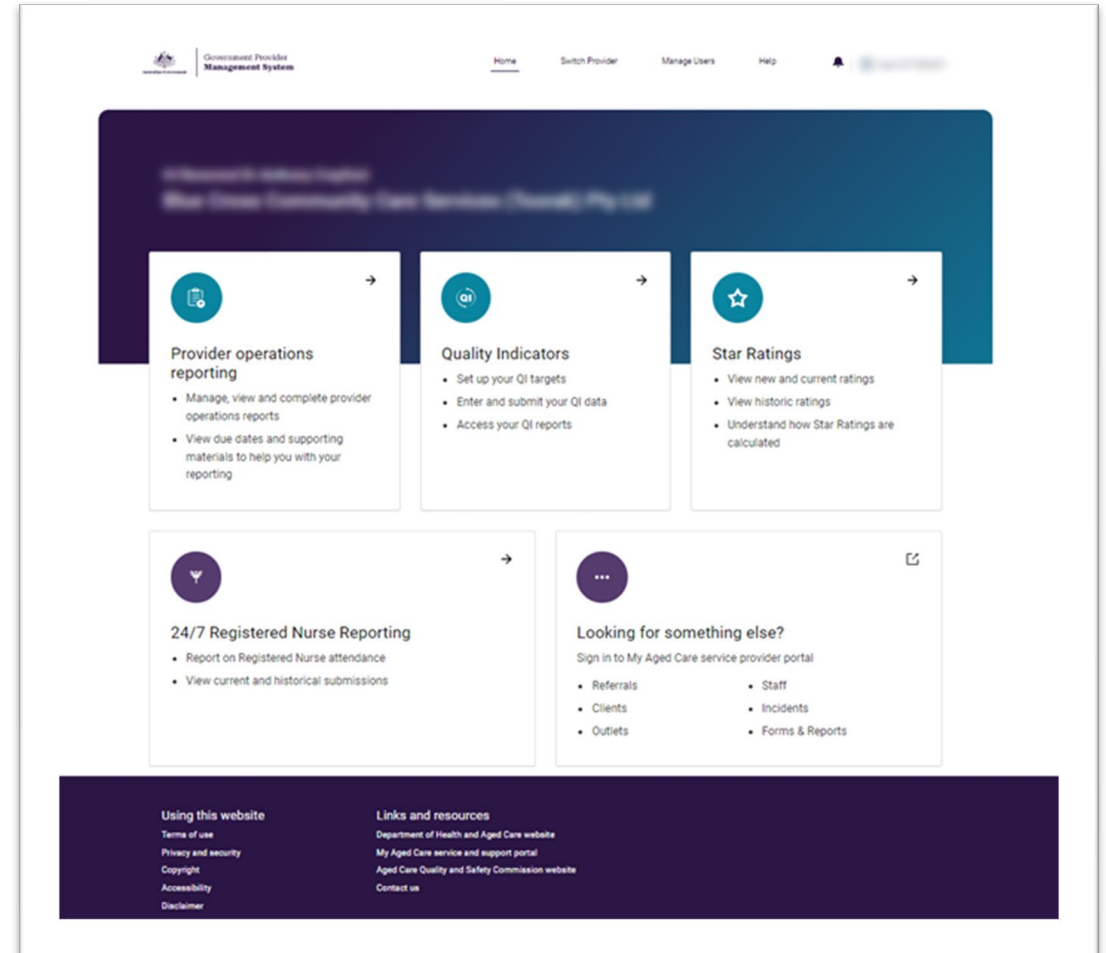 Australian Government
Government Provider
Management System
Home
Switch Provider
Manage Users
Help
Provider operations
reporting
• Manage, view and complete provider
operations reports
• View due dates and supporting
materials to help you with your
reporting
QI
Quality Indicators
• Set up your QI targets
• Enter and submit your QI data
• Access your QI reports
Star Ratings
• View new and current ratings
• View historic ratings
• Understand how Star Ratings are
calculated
24/7 Registered Nurse Reporting
• Report on Registered Nurse attendance
• View current and historical submissions
Looking for something else?
Sign in to My Aged Care service provider portal
• Referrals
• Clients
• Outlets
• Staff
• Incidents
• Forms & Reports
Using this website
Terms of use
Privacy and security
Copyright
Accessibility
Disclaimer
Links and resources
Department of Health and Aged Care website
My Aged Care service and support portal
Aged Care Quality and Safety Commission website
Contact us